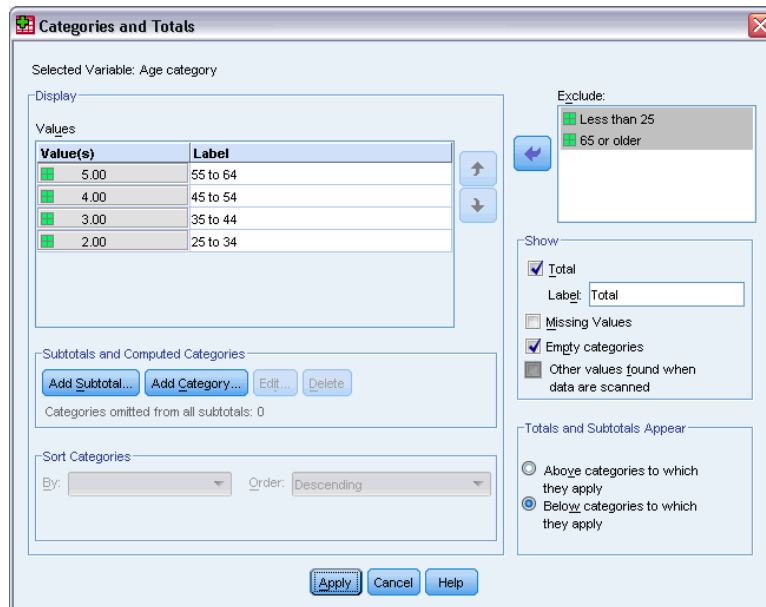 Categories and Totals
Selected Variable: Age category
Display
Values
Value(s) Label
5.00 55 to 64
4.00 45 to 54
3.00 35 to 44
2.00 25 to 34
Subtotals and Computed Categories
Add Subtotal... Add Category... Edit... Delete
Categories omitted from all subtotals: 0
Sort Categories
By: Order: Descending
Exclude:
Less than 25
65 or older
Show
Total
Label: Total
Missing Values
Empty categories
Other values found when
data are scanned
Totals and Subtotals Appear
Above categories to which
they apply
Below categories to which
they apply
Apply Cancel Help